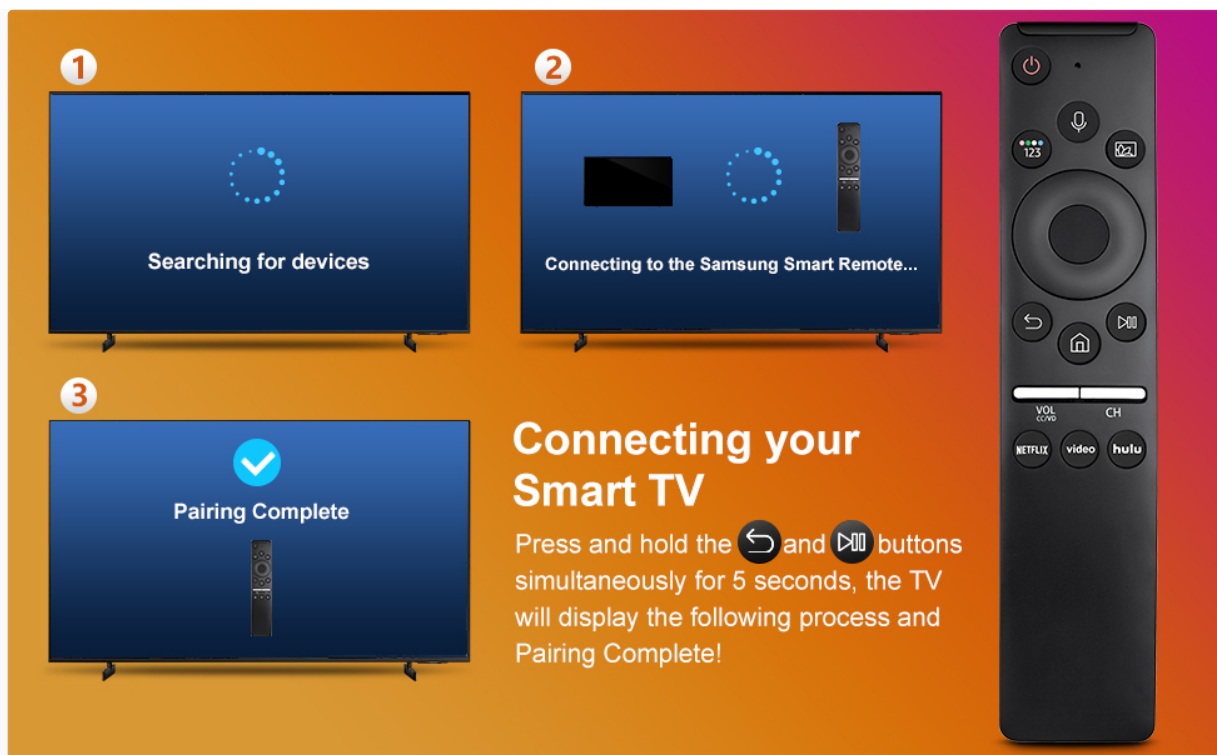 1
2
Searching for devices
Connecting to the Samsung Smart Remote...
3
Pairing Complete
Connecting your
Smart TV
Press and hold the and buttons
simultaneously for 5 seconds, the TV
will display the following process and
Pairing Complete!
123
VOL CH
CC/VD
NETFLIX video hulu